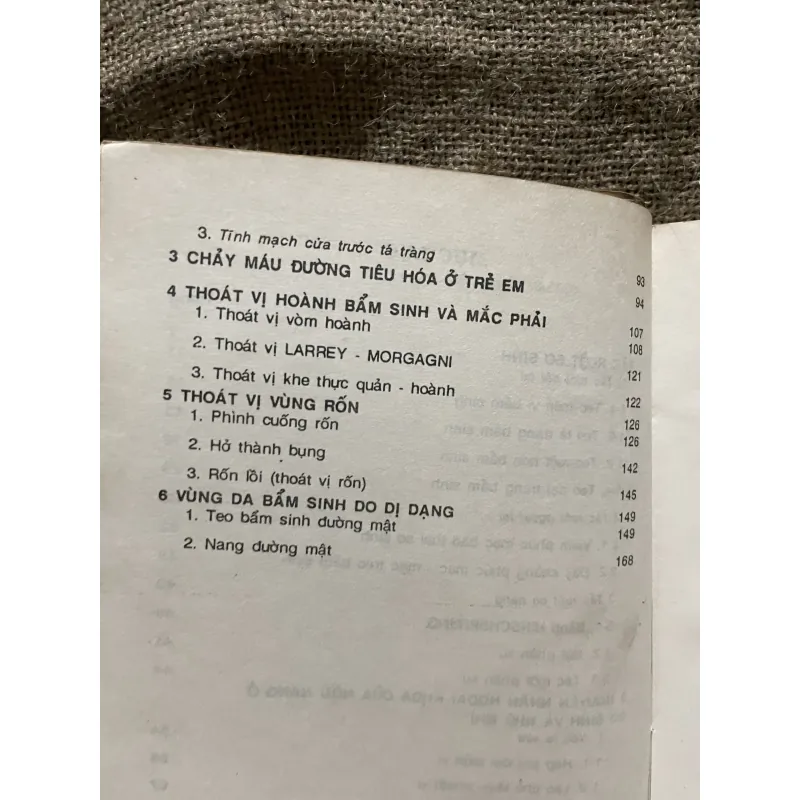 3. Tĩnh mạch cửa trước tá tràng 93
3 CHẢY MÁU ĐƯỜNG TIÊU HÓA Ở TRẺ EM 94
4 THOÁT VỊ HOÀNH BẨM SINH VÀ MẮC PHẢI 107
1. Thoát vị vòm hoành 108
2. Thoát vị LARREY - MORGAGNI 121
3. Thoát vị khe thực quản - hoành 122
5 THOÁT VỊ VÙNG RỐN 126
1. Phình cuống rốn 126
2. Hở thành bụng 142
3. Rốn lồi (thoát vị rốn) 145
6 VÙNG DA BẨM SINH DO DỊ DẠNG 149
1. Teo bẩm sinh đường mật 149
2. Nang đường mật 168